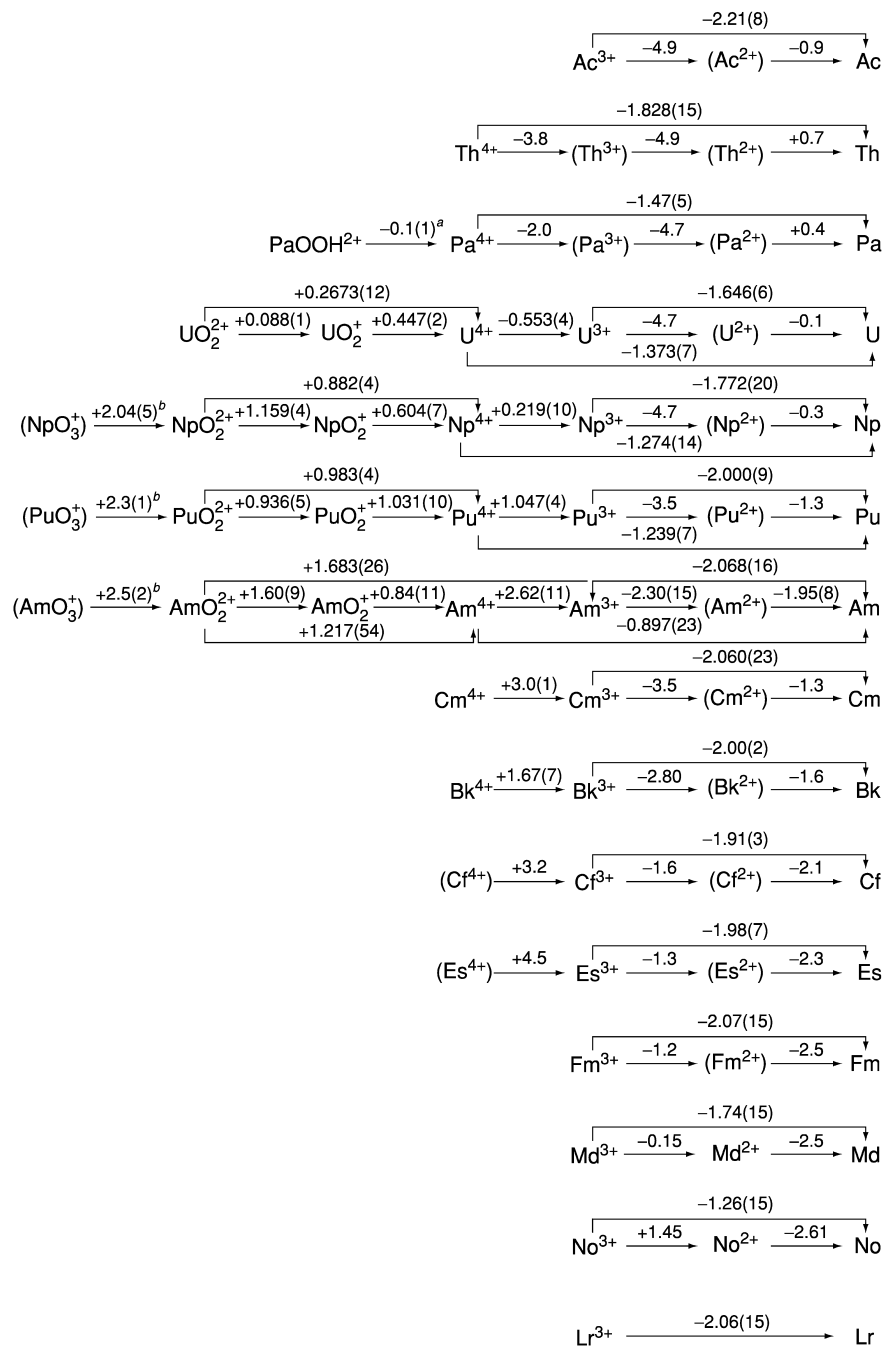 −2.21(8)
Ac3+ −4.9 (Ac2+) −0.9 Ac
−1.828(15)
Th4+ −3.8 (Th3+) −4.9 (Th2+) +0.7 Th
−1.47(5)
PaOOH2+ −0.1(1)a Pa4+ −2.0 (Pa3+) −4.7 (Pa2+) +0.4 Pa
+0.2673(12) −1.646(6)
UO2 2+ +0.088(1) UO2+ +0.447(2) U4+ −0.553(4) U3+ −4.7 (U2+) −0.1 U
−1.373(7)
+0.882(4) −1.772(20)
(NpO3+) +2.04(5)b NpO2 2+ +1.159(4) NpO2+ +0.604(7) Np4+ +0.219(10) Np3+ −4.7 (Np2+) −0.3 Np
−1.274(14)
+0.983(4) −2.000(9)
(PuO3+) +2.3(1)b PuO2 2+ +0.936(5) PuO2+ +1.031(10) Pu4+ +1.047(4) Pu3+ −3.5 (Pu2+) −1.3 Pu
−1.239(7)
+1.683(26) −2.068(16)
(AmO3+) +2.5(2)b AmO2 2+ +1.60(9) AmO2+ +0.84(11) Am4+ +2.62(11) Am3+ −2.30(15) (Am2+) −1.95(8) Am
+1.217(54) −0.897(23)
−2.060(23)
Cm4+ +3.0(1) Cm3+ −3.5 (Cm2+) −1.3 Cm
−2.00(2)
Bk4+ +1.67(7) Bk3+ −2.80 (Bk2+) −1.6 Bk
−1.91(3)
(Cf4+) +3.2 Cf3+ −1.6 (Cf2+) −2.1 Cf
−1.98(7)
(Es4+) +4.5 Es3+ −1.3 (Es2+) −2.3 Es
−2.07(15)
Fm3+ −1.2 (Fm2+) −2.5 Fm
−1.74(15)
Md3+ −0.15 Md2+ −2.5 Md
−1.26(15)
No3+ +1.45 No2+ −2.61 No
−2.06(15)
Lr3+ Lr